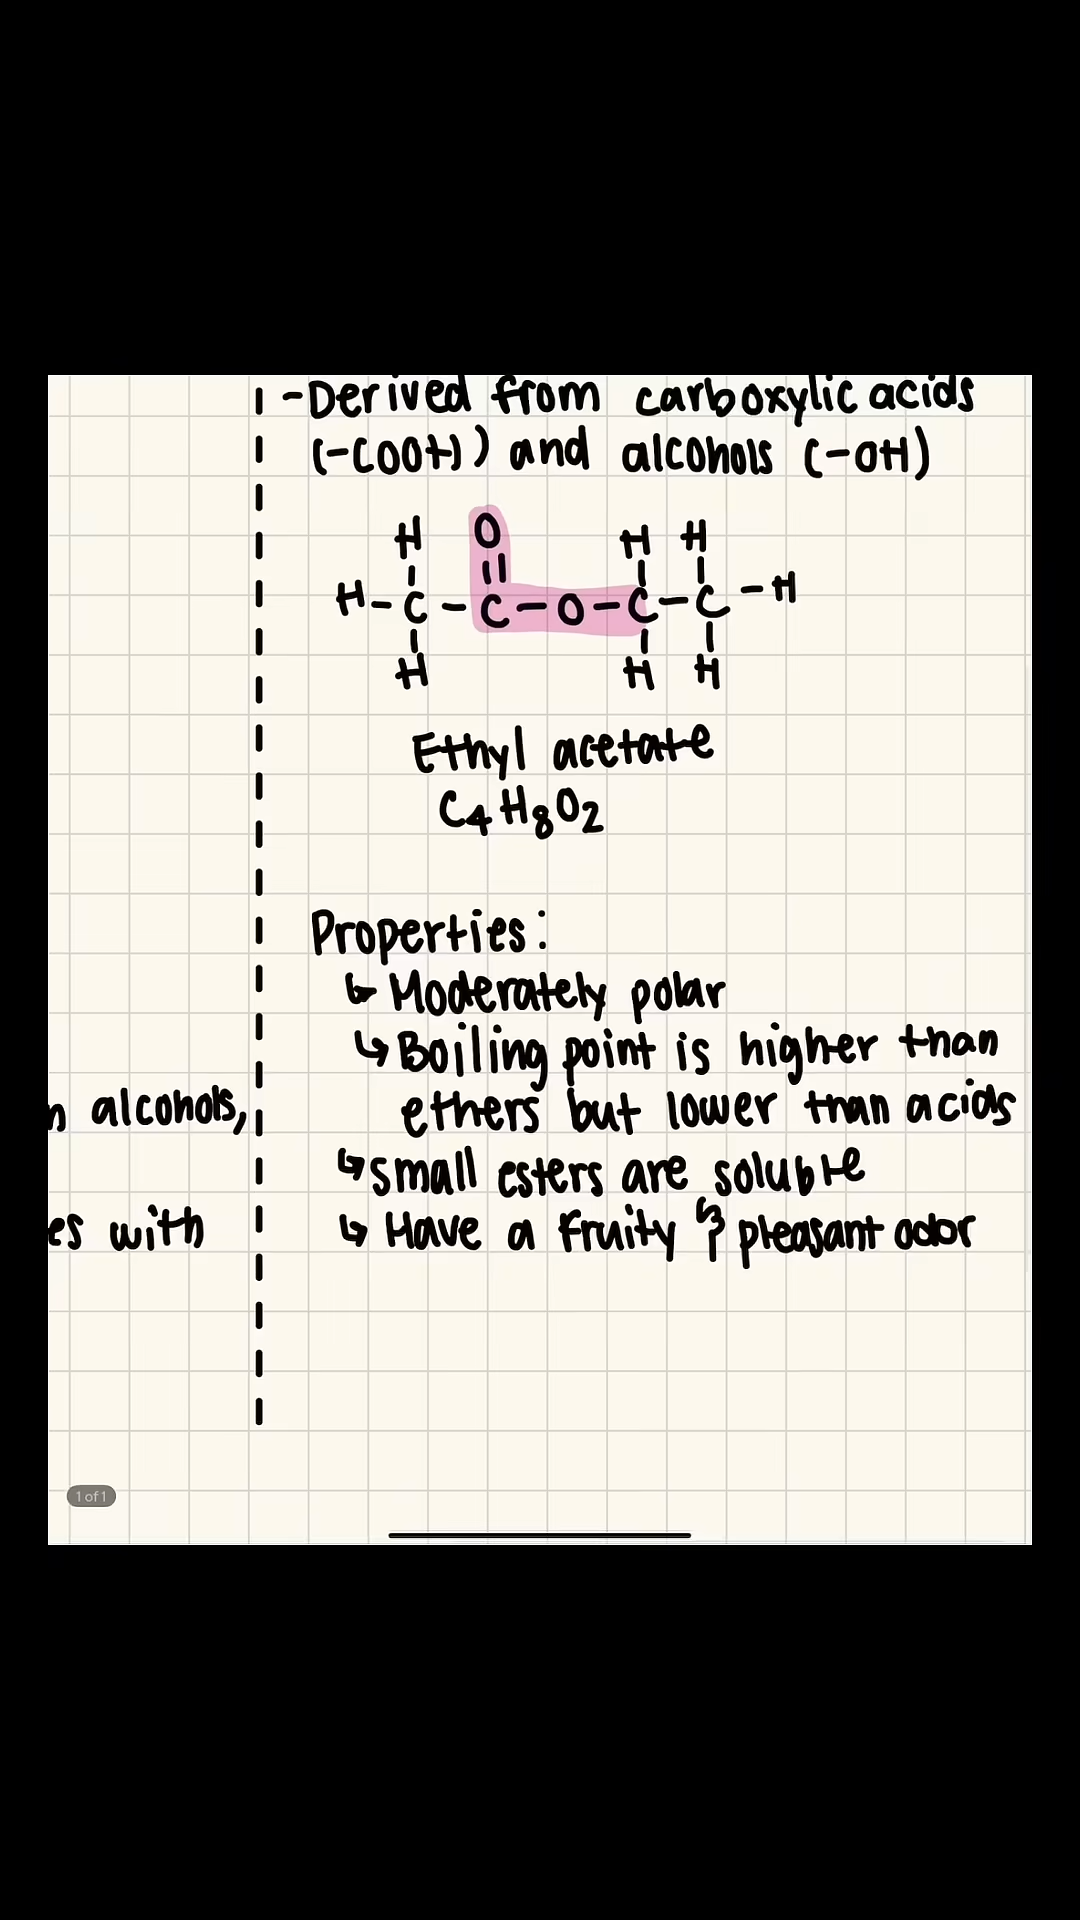 -Derived from carboxylic acids
(-COOH) and alcohols (-OH)
H O H H
H-C-C-O-C-C-H
H H H
Ethyl acetate
C4H8O2
Properties:
↳ Moderately polar
↳ Boiling point is higher than
ethers but lower than acids
n alcohols,
↳ small esters are soluble
es with
↳ Have a fruity & pleasant odor
1 of 1